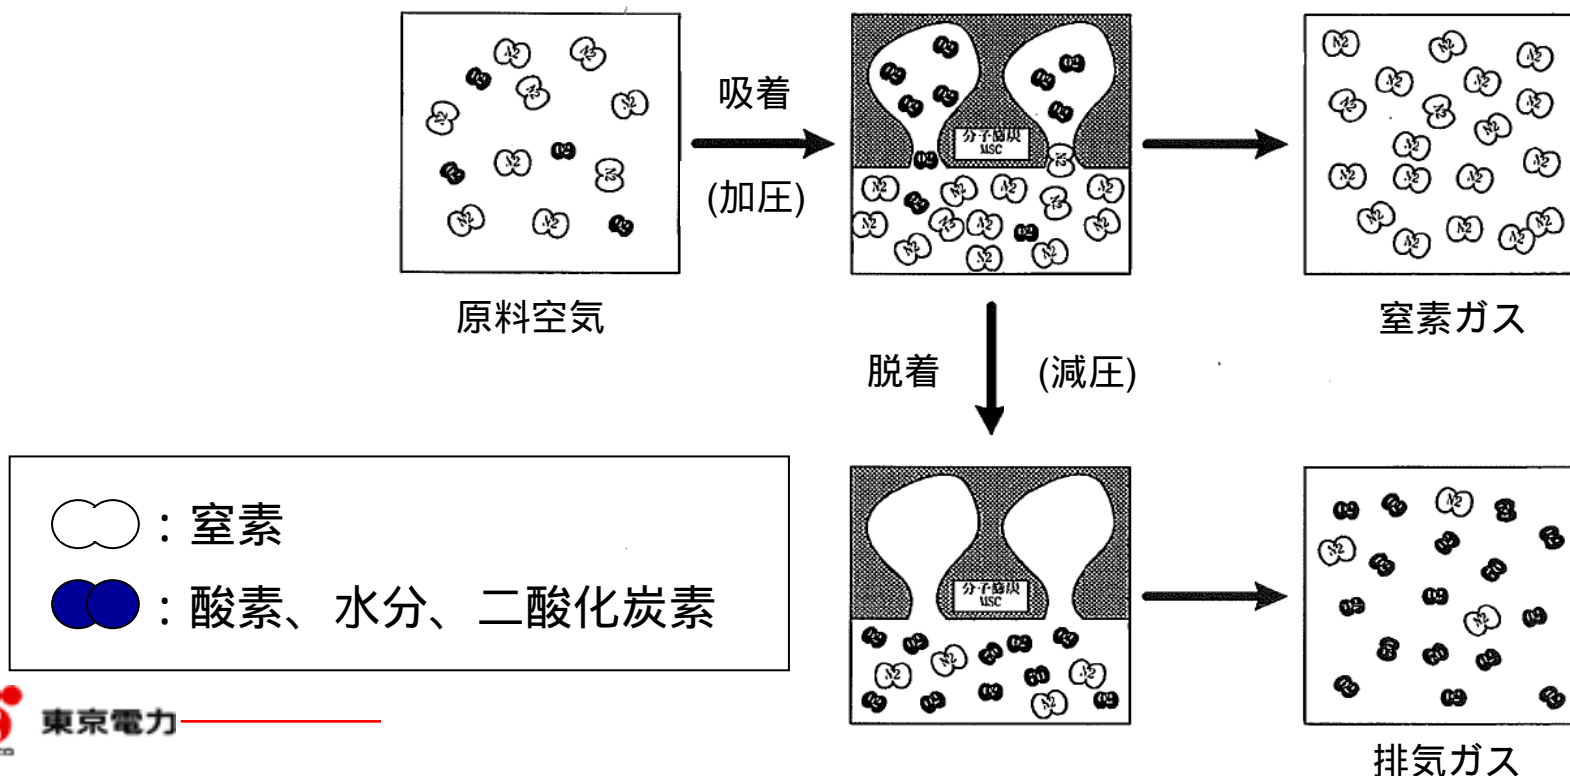 吸着
(加圧)
分子篩炭
MSC
原料空気
窒素ガス
脱着
(減圧)
：窒素
：酸素、水分、二酸化炭素
分子篩炭
MSC
東京電力
排気ガス